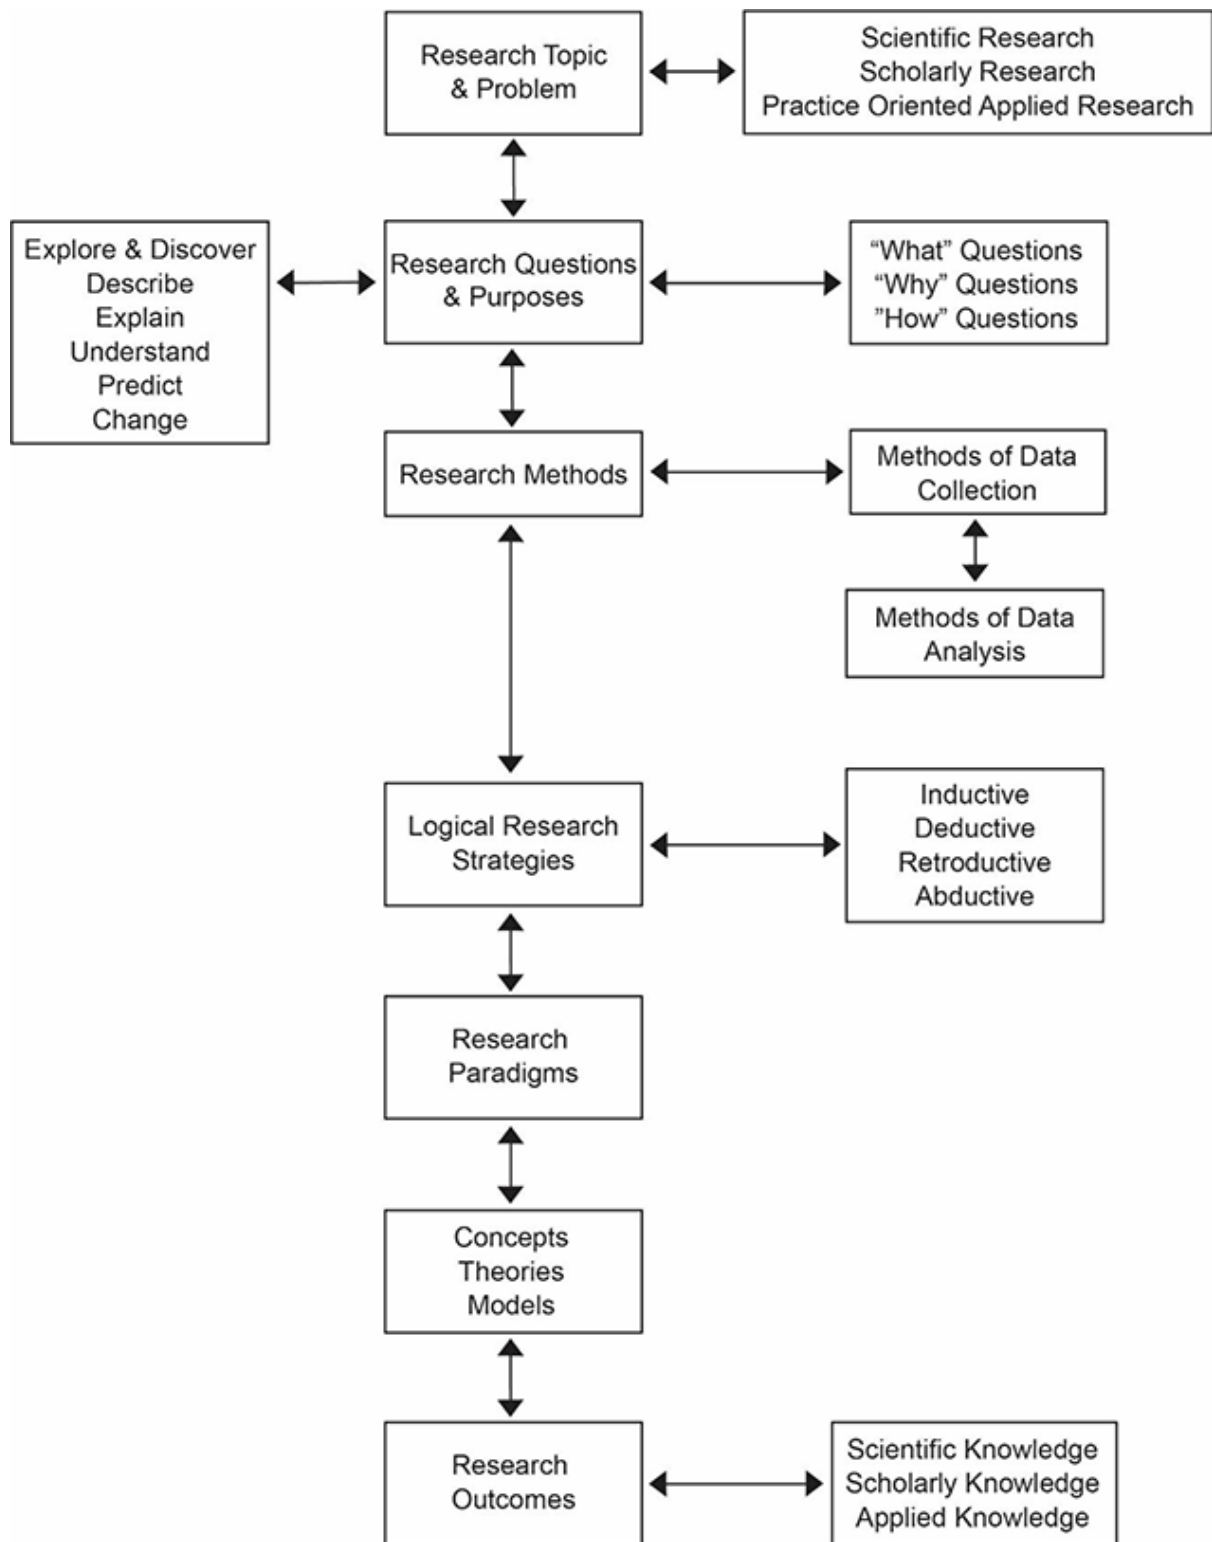 Research Topic
& Problem
Scientific Research
Scholarly Research
Practice Oriented Applied Research
Explore & Discover
Describe
Explain
Understand
Predict
Change
Research Questions
& Purposes
“What” Questions
“Why” Questions
”How” Questions
Research Methods
Methods of Data
Collection
Methods of Data
Analysis
Logical Research
Strategies
Inductive
Deductive
Retroductive
Abductive
Research
Paradigms
Concepts
Theories
Models
Research
Outcomes
Scientific Knowledge
Scholarly Knowledge
Applied Knowledge